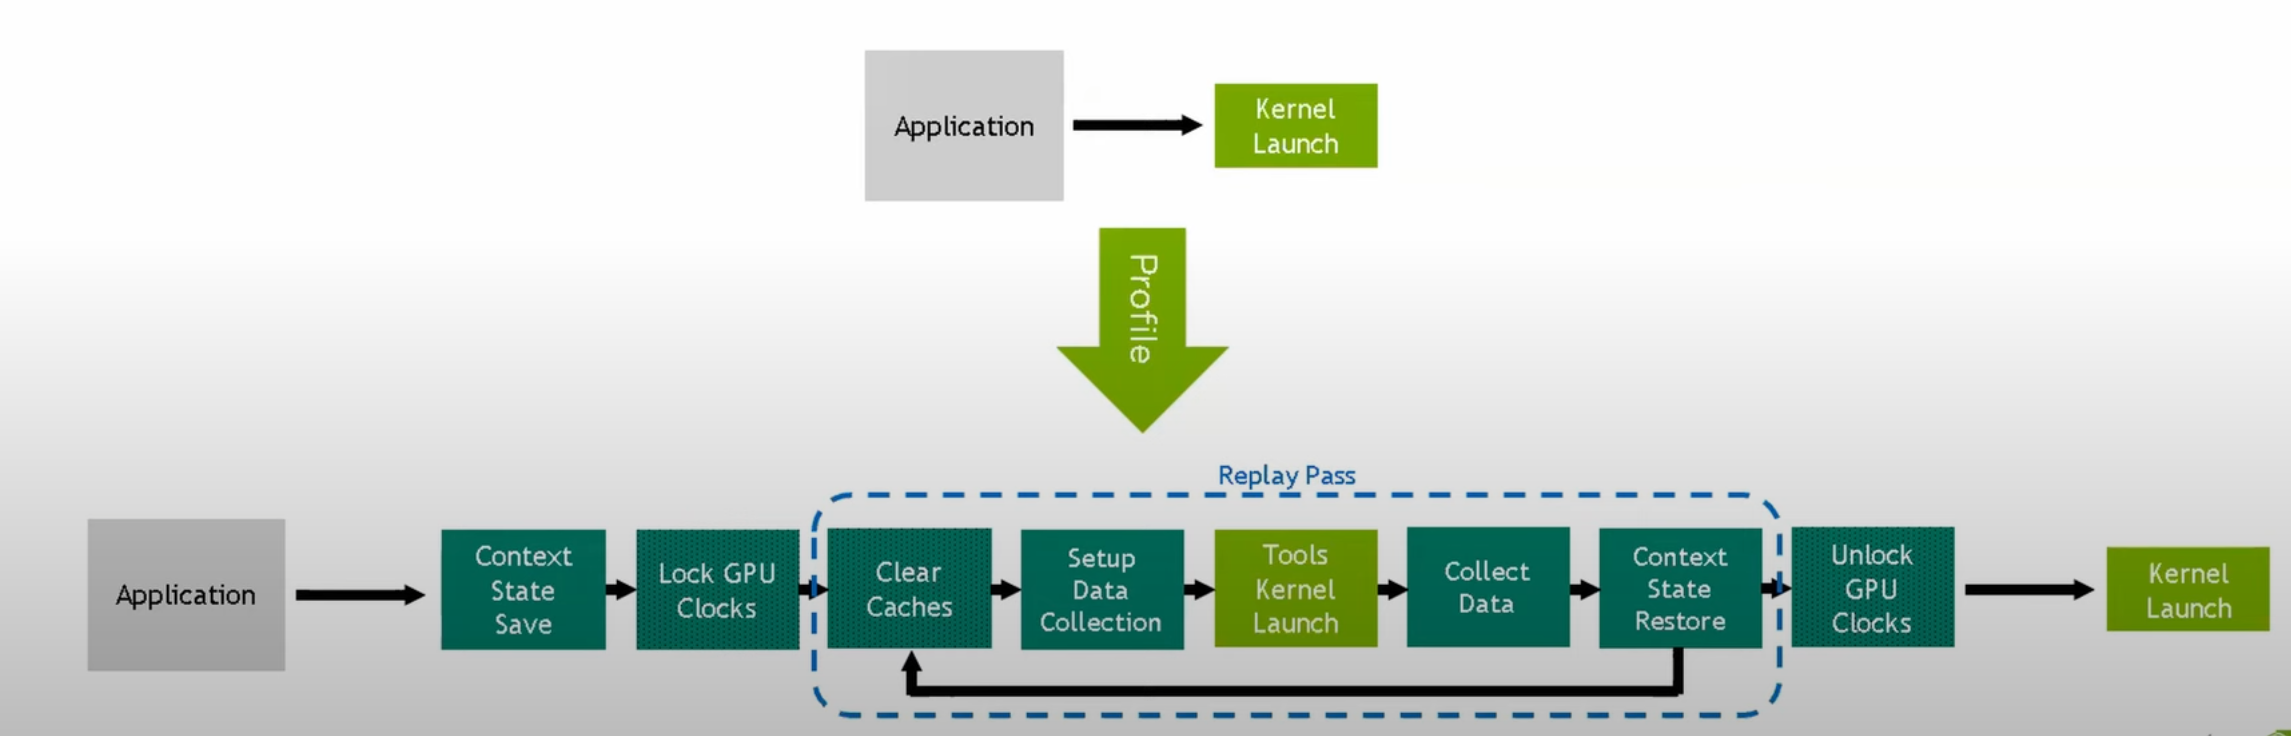 Application
Kernel
Launch
Profile
Replay Pass
Application
Context
State
Save
Lock GPU
Clocks
Clear
Caches
Setup
Data
Collection
Tools
Kernel
Launch
Collect
Data
Context
State
Restore
Unlock
GPU
Clocks
Kernel
Launch